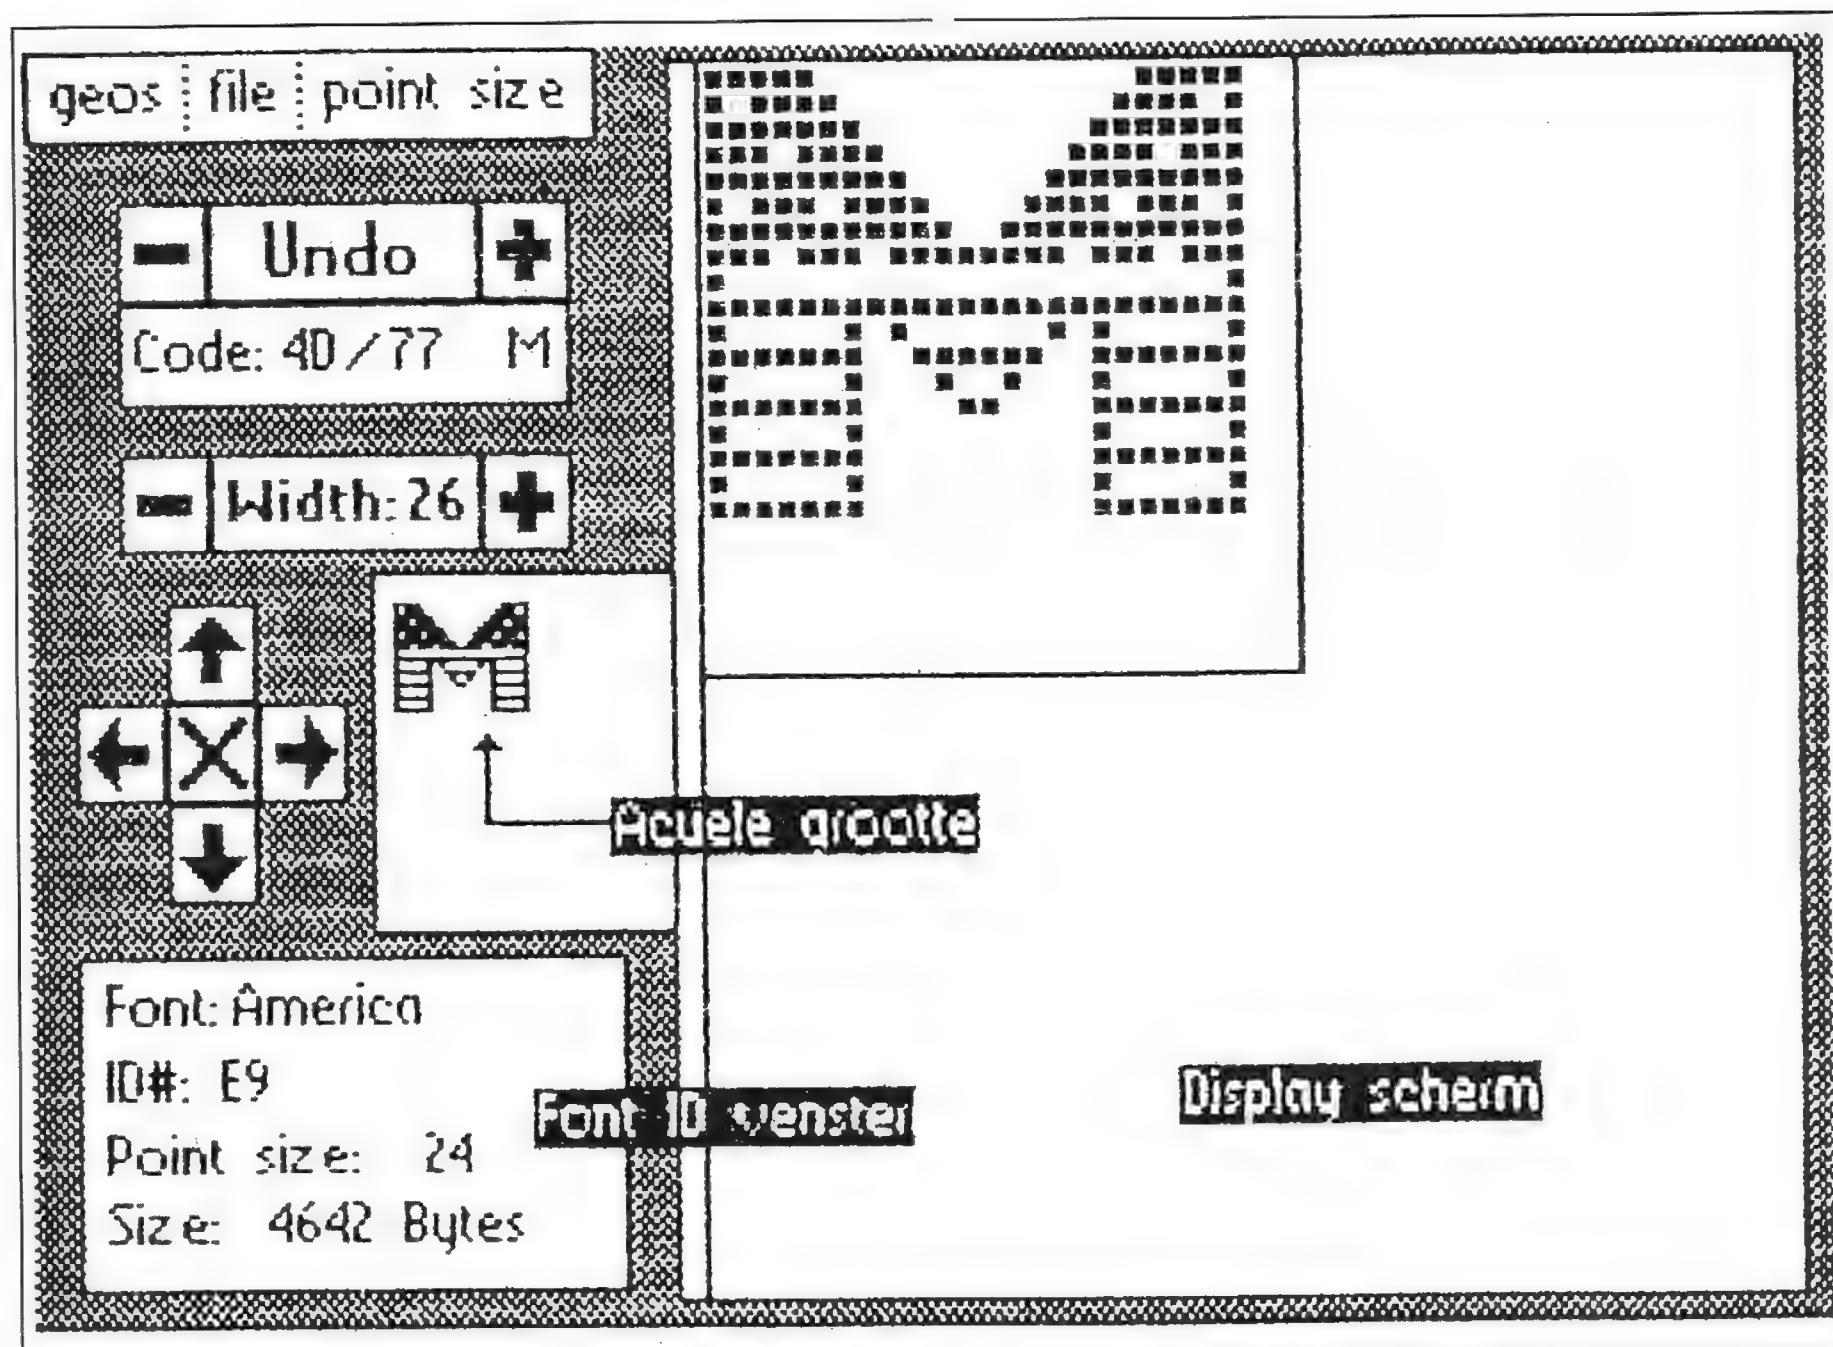 geos file point size
- Undo +
Code: 4D/77 M
- Width:26 +
Acuele grootte
Font: America
ID#: E9
Point size: 24
Size: 4642 Bytes
Font ID venster
Display scherm